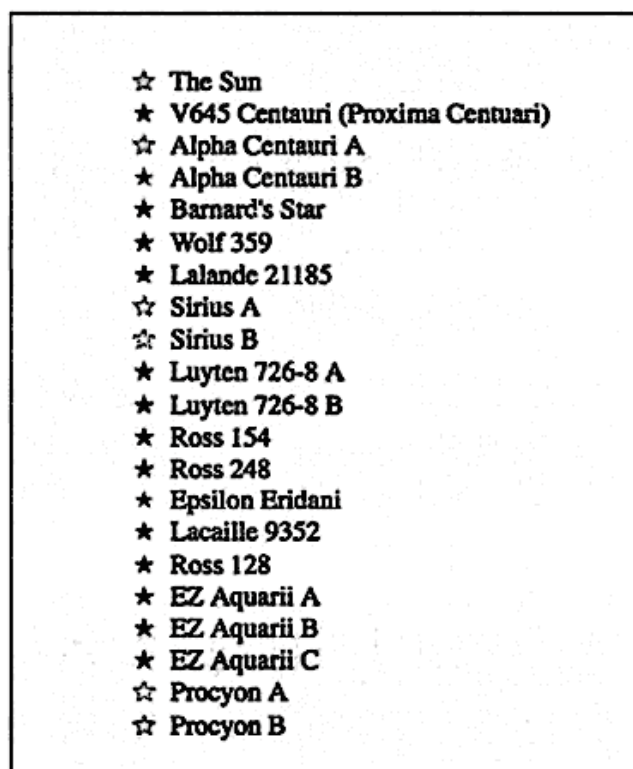 ☆ The Sun
★ V645 Centauri (Proxima Centuari)
☆ Alpha Centauri A
★ Alpha Centauri B
★ Barnard's Star
★ Wolf 359
★ Lalande 21185
☆ Sirius A
☆ Sirius B
★ Luyten 726-8 A
★ Luyten 726-8 B
★ Ross 154
★ Ross 248
★ Epsilon Eridani
★ Lacaille 9352
★ Ross 128
★ EZ Aquarii A
★ EZ Aquarii B
★ EZ Aquarii C
☆ Procyon A
☆ Procyon B